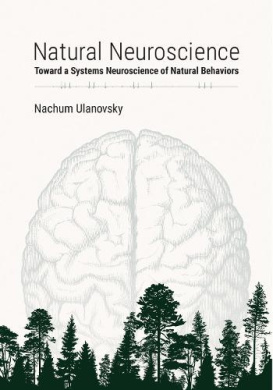 Natural Neuroscience
Toward a Systems Neuroscience of Natural Behaviors
Nachum Ulanovsky